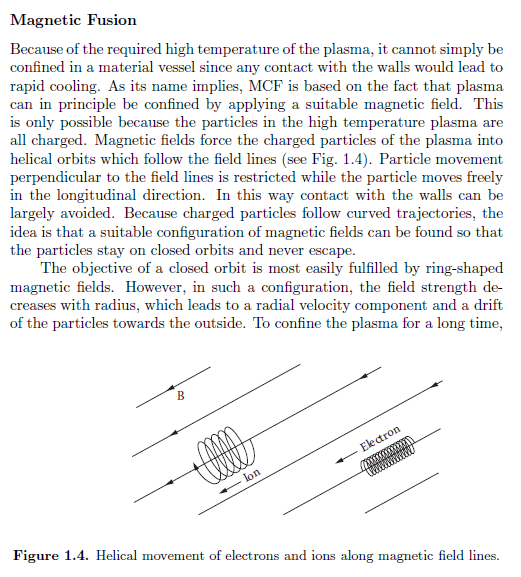 Magnetic Fusion
Because of the required high temperature of the plasma, it cannot simply be
confined in a material vessel since any contact with the walls would lead to
rapid cooling. As its name implies, MCF is based on the fact that plasma
can in principle be confined by applying a suitable magnetic field. This
is only possible because the particles in the high temperature plasma are
all charged. Magnetic fields force the charged particles of the plasma into
helical orbits which follow the field lines (see Fig. 1.4). Particle movement
perpendicular to the field lines is restricted while the particle moves freely
in the longitudinal direction. In this way contact with the walls can be
largely avoided. Because charged particles follow curved trajectories, the
idea is that a suitable configuration of magnetic fields can be found so that
the particles stay on closed orbits and never escape.
The objective of a closed orbit is most easily fulfilled by ring-shaped
magnetic fields. However, in such a configuration, the field strength de-
creases with radius, which leads to a radial velocity component and a drift
of the particles towards the outside. To confine the plasma for a long time,
B
Electron
Ion
Figure 1.4. Helical movement of electrons and ions along magnetic field lines.